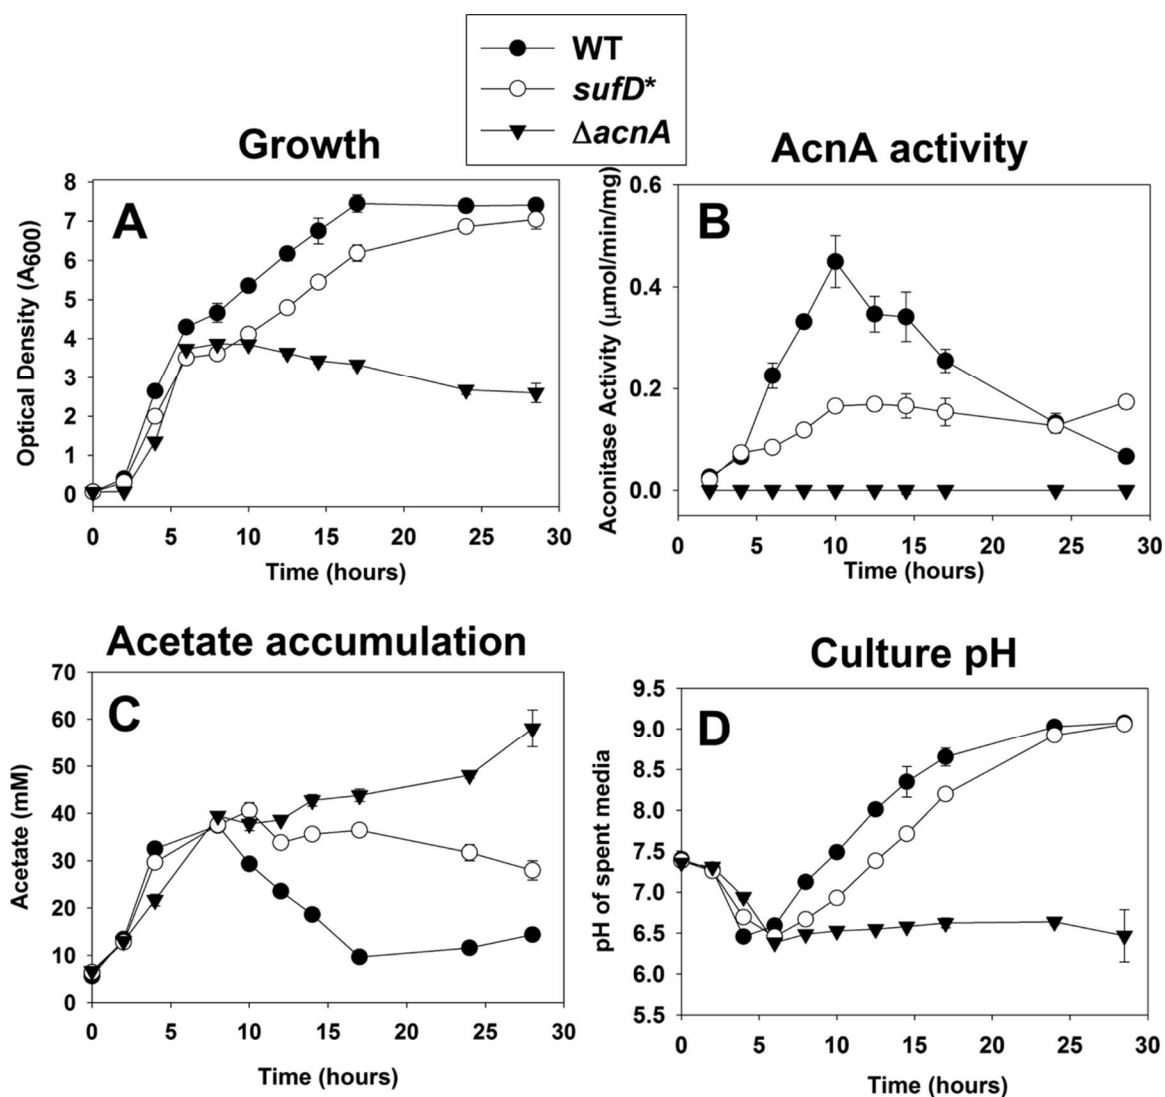 WT
sufD*
ΔacnA
Growth
A
Optical Density (A600)
8
7
6
5
4
3
2
1
0
0 5 10 15 20 25 30
Time (hours)
AcnA activity
B
Aconitase Activity (μmol/min/mg)
0.6
0.4
0.2
0.0
0 5 10 15 20 25 30
Time (hours)
Acetate accumulation
C
Acetate (mM)
70
60
50
40
30
20
10
0
0 5 10 15 20 25 30
Time (hours)
Culture pH
D
pH of spent media
9.5
9.0
8.5
8.0
7.5
7.0
6.5
6.0
5.5
0 5 10 15 20 25 30
Time (hours)